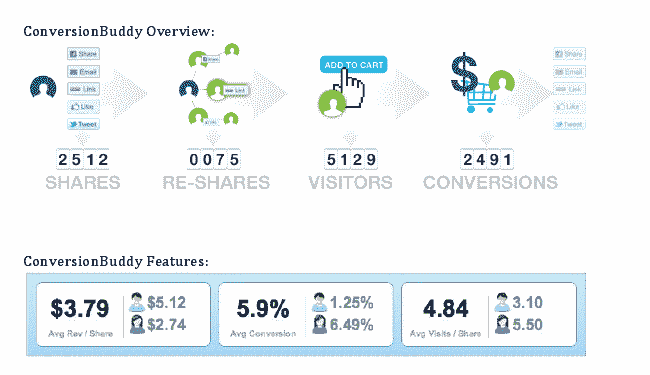 ConversionBuddy Overview:
Share
Email
Link
Like
Tweet
Share
Link
Link
ADD TO CART
$
Share
Email
Link
Like
Tweet
2512
0075
5129
2491
SHARES
RE-SHARES
VISITORS
CONVERSIONS
ConversionBuddy Features:
$3.79
Avg Rev / Share
$5.12
$2.74
5.9%
Avg Conversion
1.25%
6.49%
4.84
Avg Visits / Share
3.10
5.50